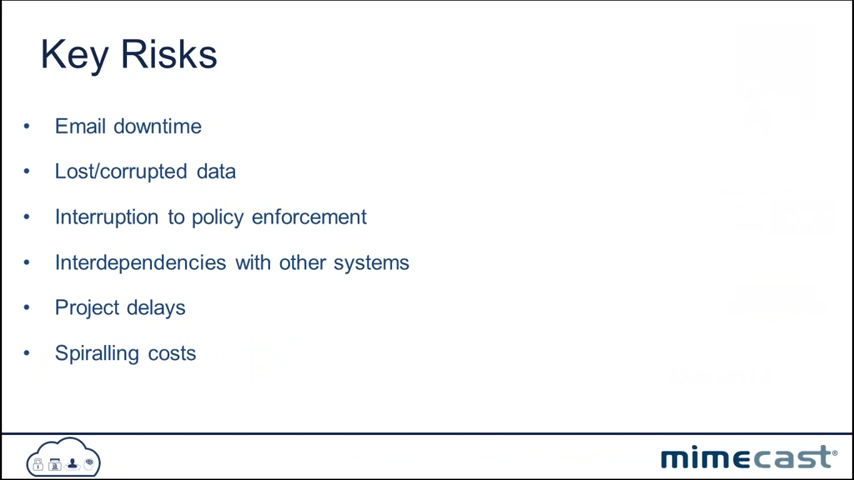 Key Risks
• Email downtime
• Lost/corrupted data
• Interruption to policy enforcement
• Interdependencies with other systems
• Project delays
• Spiralling costs
mimecast®